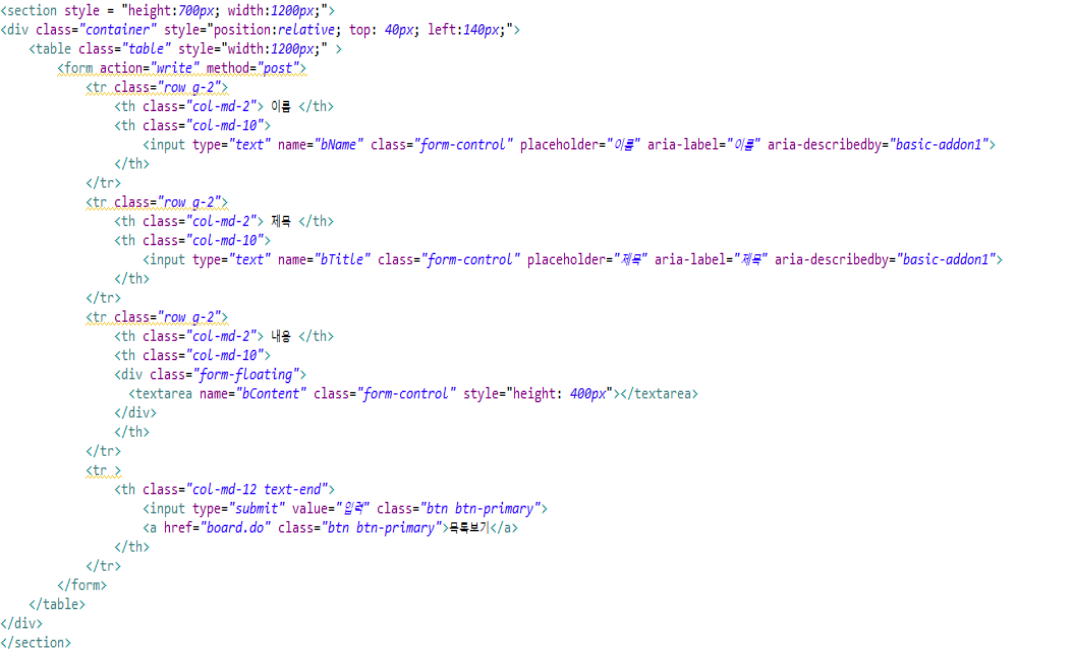 <section style = "height:700px; width:1200px;">
<div class="container" style="position:relative; top: 40px; left:140px;">
<table class="table" style="width:1200px;" >
<form action="write" method="post">
<tr class="row g-2">
<th class="col-md-2"> 이름 </th>
<th class="col-md-10">
<input type="text" name="bName" class="form-control" placeholder="이름" aria-label="이름" aria-describedby="basic-addon1">
</th>
</tr>
<tr class="row g-2">
<th class="col-md-2"> 제목 </th>
<th class="col-md-10">
<input type="text" name="bTitle" class="form-control" placeholder="제목" aria-label="제목" aria-describedby="basic-addon1">
</th>
</tr>
<tr class="row g-2">
<th class="col-md-2"> 내용 </th>
<th class="col-md-10">
<div class="form-floating">
<textarea name="bContent" class="form-control" style="height: 400px"></textarea>
</div>
</th>
</tr>
<tr >
<th class="col-md-12 text-end">
<input type="submit" value="입력" class="btn btn-primary">
<a href="board.do" class="btn btn-primary">목록보기</a>
</th>
</tr>
</form>
</table>
</div>
</section>